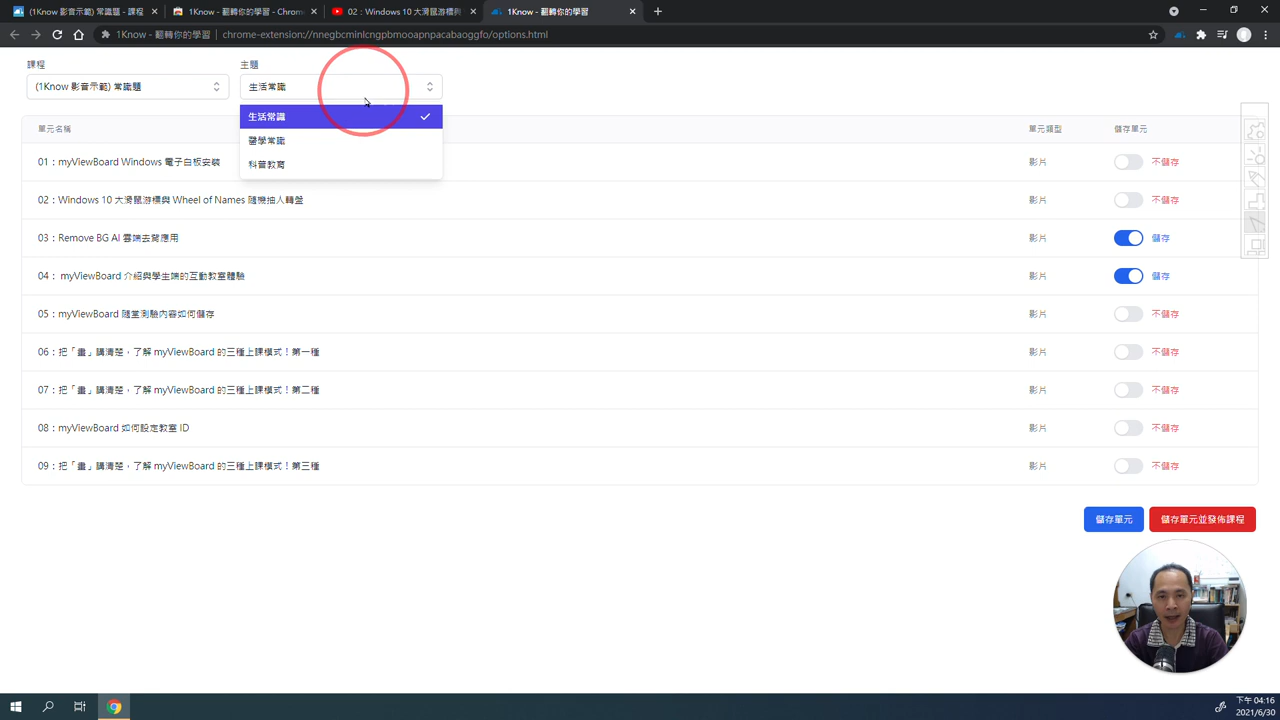 (1Know 影音示範) 常識題 - 課程
1Know - 翻轉你的學習 - Chrom
02：Windows 10 大滑鼠游標與
1Know - 翻轉你的學習
1Know - 翻轉你的學習 | chrome-extension://nnegbcminlcngpbmooapnpacabaoggfo/options.html
課程
主題
(1Know 影音示範) 常識題
生活常識
生活常識
醫學常識
科普教育
單元名稱
單元類型
儲存單元
01：myViewBoard Windows 電子白板安裝
影片
不儲存
02：Windows 10 大滑鼠游標與 Wheel of Names 隨機抽人轉盤
影片
不儲存
03：Remove BG AI 雲端去背應用
影片
儲存
04： myViewBoard 介紹與學生端的互動教室體驗
影片
儲存
05：myViewBoard 隨堂測驗內容如何儲存
影片
不儲存
06：把「畫」講清楚，了解 myViewBoard 的三種上課模式！第一種
影片
不儲存
07：把「畫」講清楚，了解 myViewBoard 的三種上課模式！第二種
影片
不儲存
08：myViewBoard 如何設定教室 ID
影片
不儲存
09：把「畫」講清楚，了解 myViewBoard 的三種上課模式！第三種
影片
不儲存
儲存單元
儲存單元並發佈課程
下午 04:16
2021/6/30